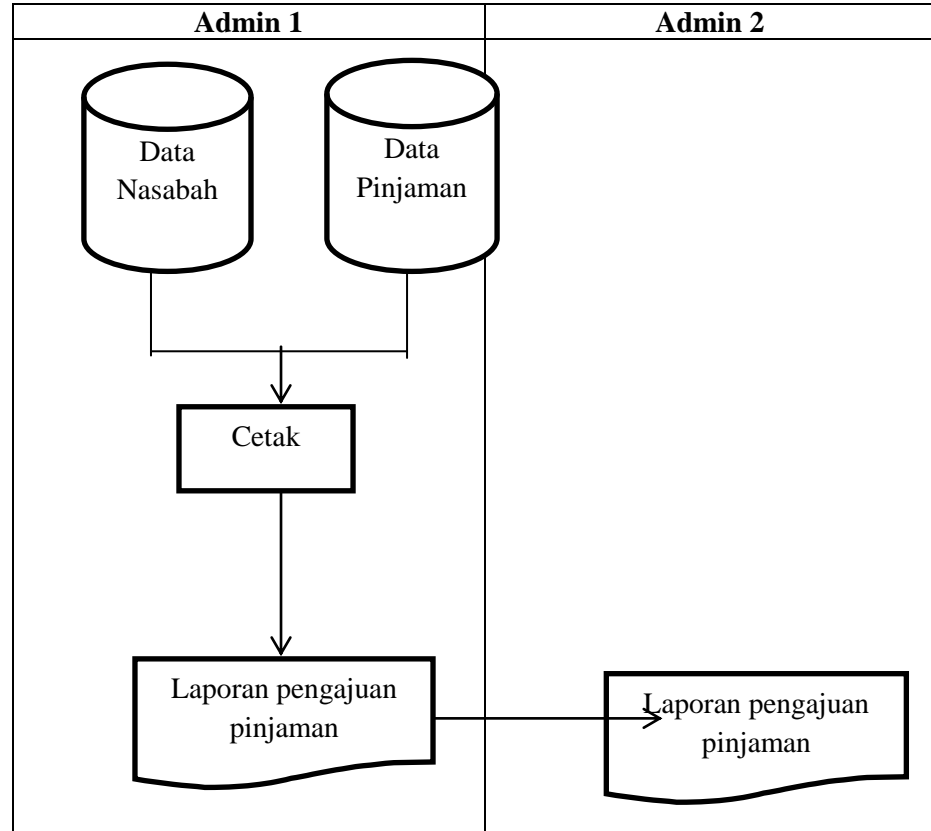 Admin 1
Admin 2
Data
Nasabah
Data
Pinjaman
Cetak
Laporan pengajuan
pinjaman
Laporan pengajuan
pinjaman